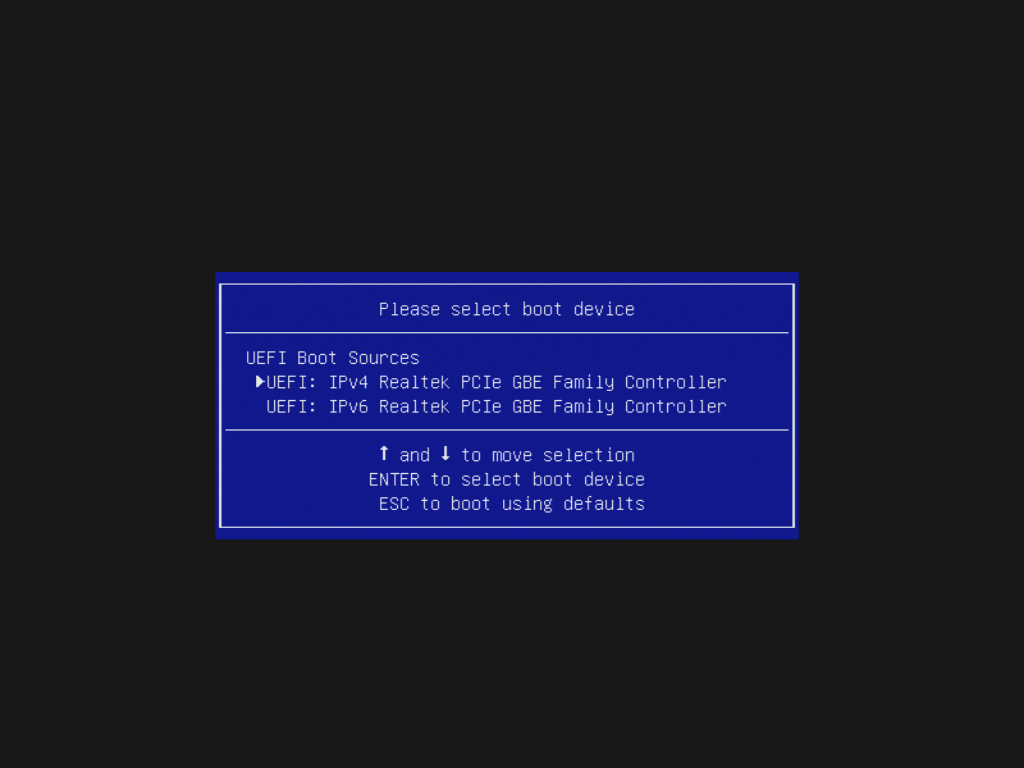 Please select boot device
UEFI Boot Sources
▶UEFI: IPv4 Realtek PCIe GBE Family Controller
UEFI: IPv6 Realtek PCIe GBE Family Controller
↑ and ↓ to move selection
ENTER to select boot device
ESC to boot using defaults